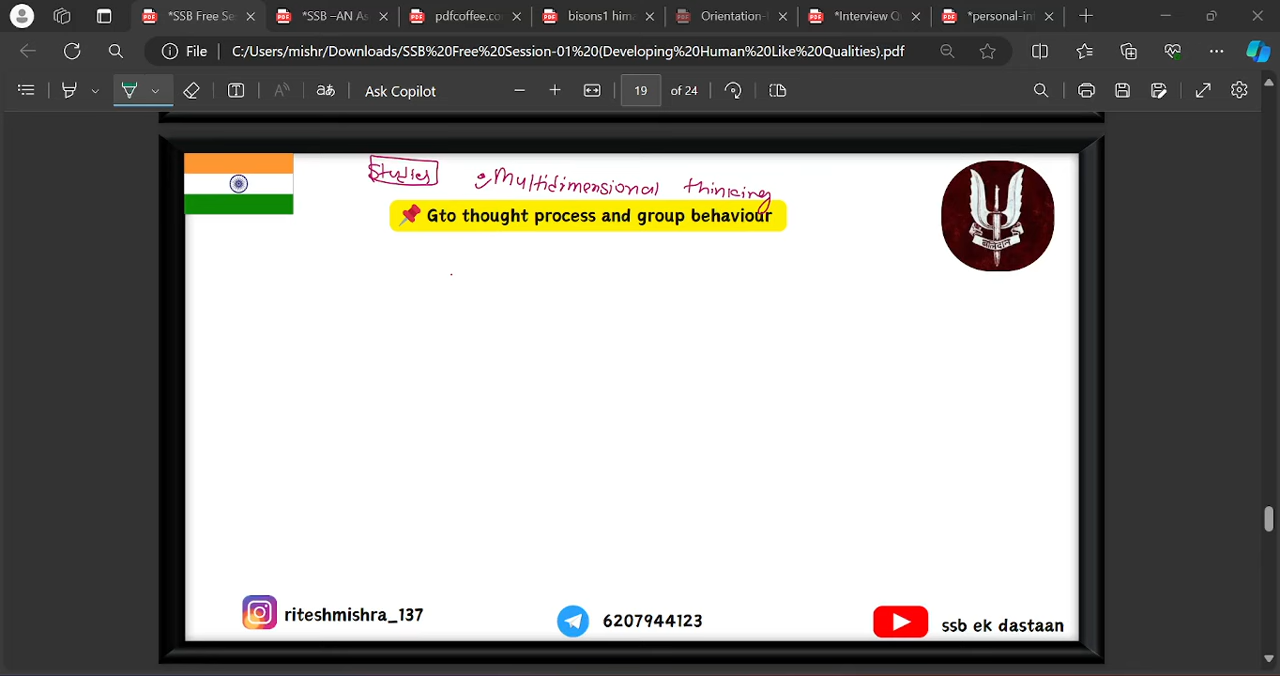 *SSB Free Se
*SSB –AN As
pdfcoffee.co
bisons1 hima
Orientation-
*Interview Q
*personal-in
File
C:/Users/mishr/Downloads/SSB%20Free%20Session-01%20(Developing%20Human%20Like%20Qualities).pdf
Ask Copilot
19 of 24
Studies
Multidimensional thinking
Gto thought process and group behaviour
बलिदान
riteshmishra_137
6207944123
ssb ek dastaan